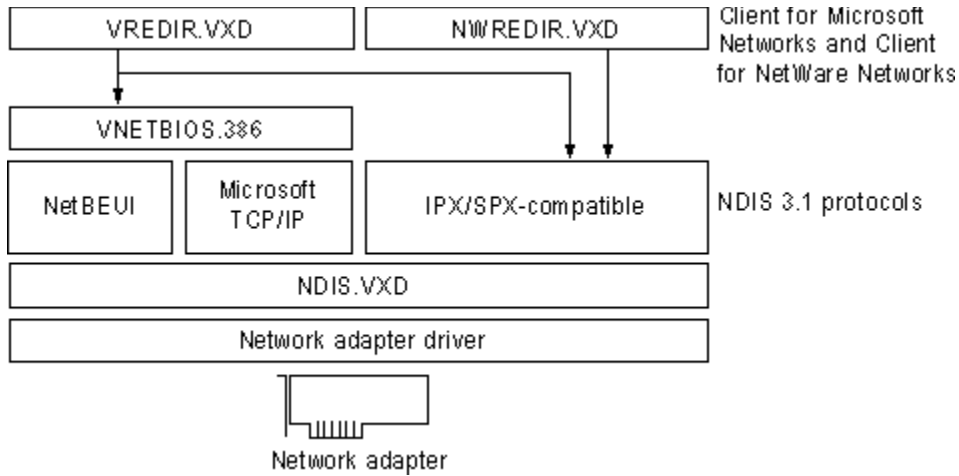 VREDIR.VXD
NWREDIR.VXD
Client for Microsoft
Networks and Client
for NetWare Networks
VNETBIOS.386
NetBEUI
Microsoft
TCP/IP
IPX/SPX-compatible
NDIS 3.1 protocols
NDIS.VXD
Network adapter driver
Network adapter